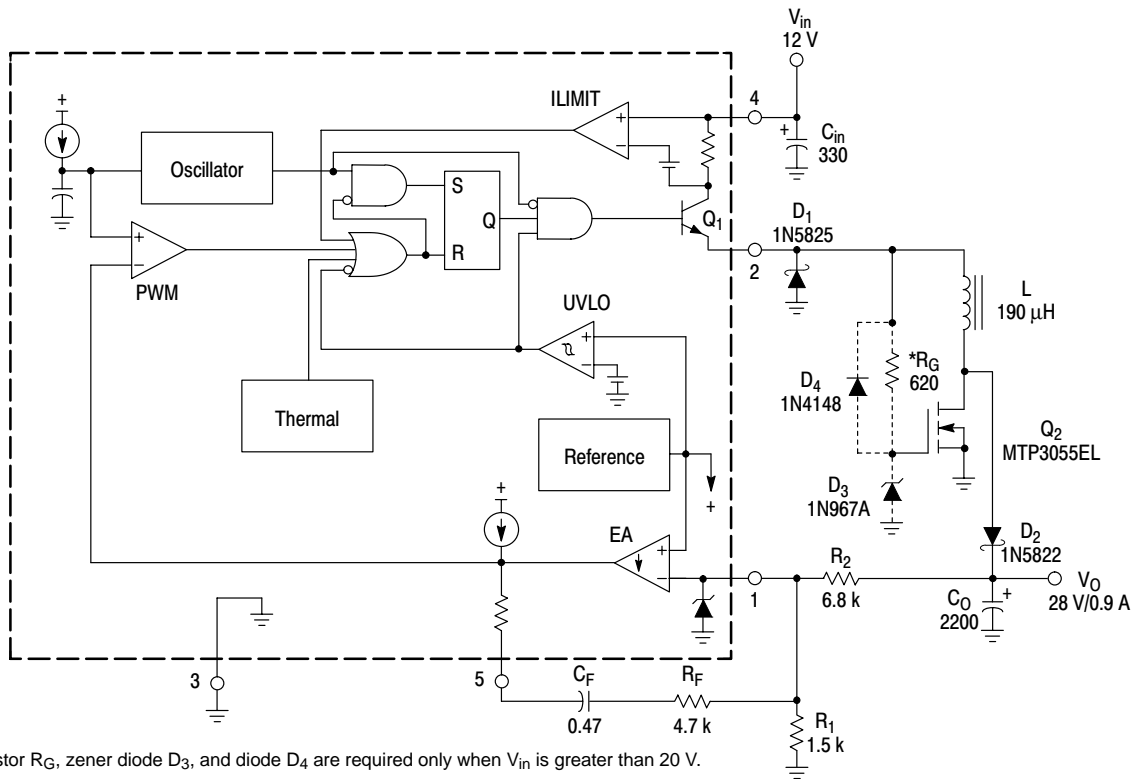 Vin
12 V
4
+
Cin
330
ILIMIT
+
−
+
Oscillator
S
Q
R
Q1
D1
1N5825
2
+
−
PWM
UVLO
+
−
L
190 μH
*RG
620
D4
1N4148
Q2
MTP3055EL
Thermal
Reference
+
D3
1N967A
+
EA
+
−
D2
1N5822
1
R2
6.8 k
VO
28 V/0.9 A
CO
2200
+
3
5
CF
0.47
RF
4.7 k
R1
1.5 k
stor RG, zener diode D3, and diode D4 are required only when Vin is greater than 20 V.